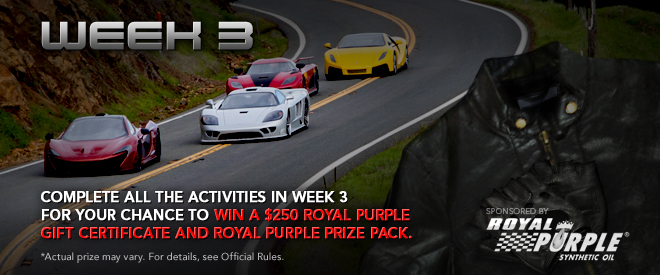 WEEK 3
COMPLETE ALL THE ACTIVITIES IN WEEK 3
FOR YOUR CHANCE TO WIN A $250 ROYAL PURPLE
GIFT CERTIFICATE AND ROYAL PURPLE PRIZE PACK.
*Actual prize may vary. For details, see Official Rules.
SPONSORED BY
ROYAL
PURPLE®
SYNTHETIC OIL